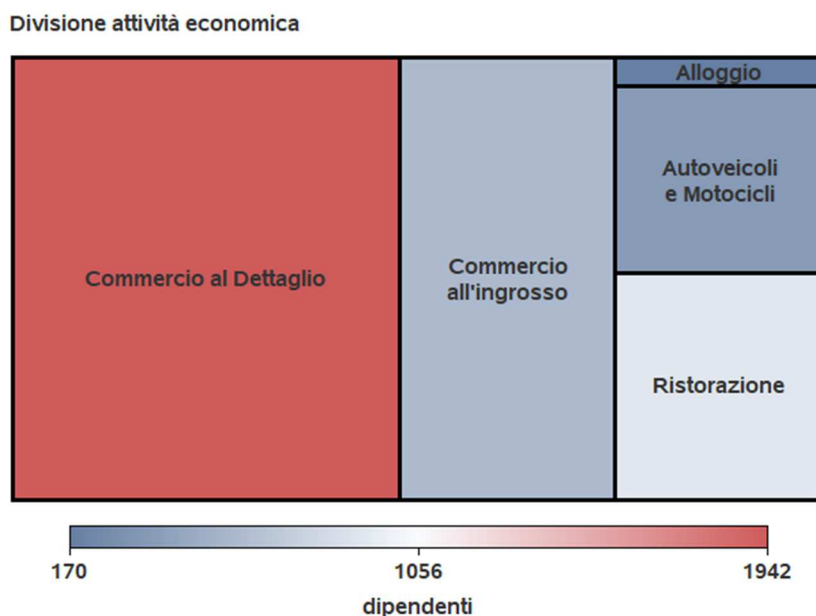 Divisione attività economica
Alloggio
Autoveicoli
e Motocicli
Commercio al Dettaglio
Commercio
all'ingrosso
Ristorazione
170
1056
1942
dipendenti